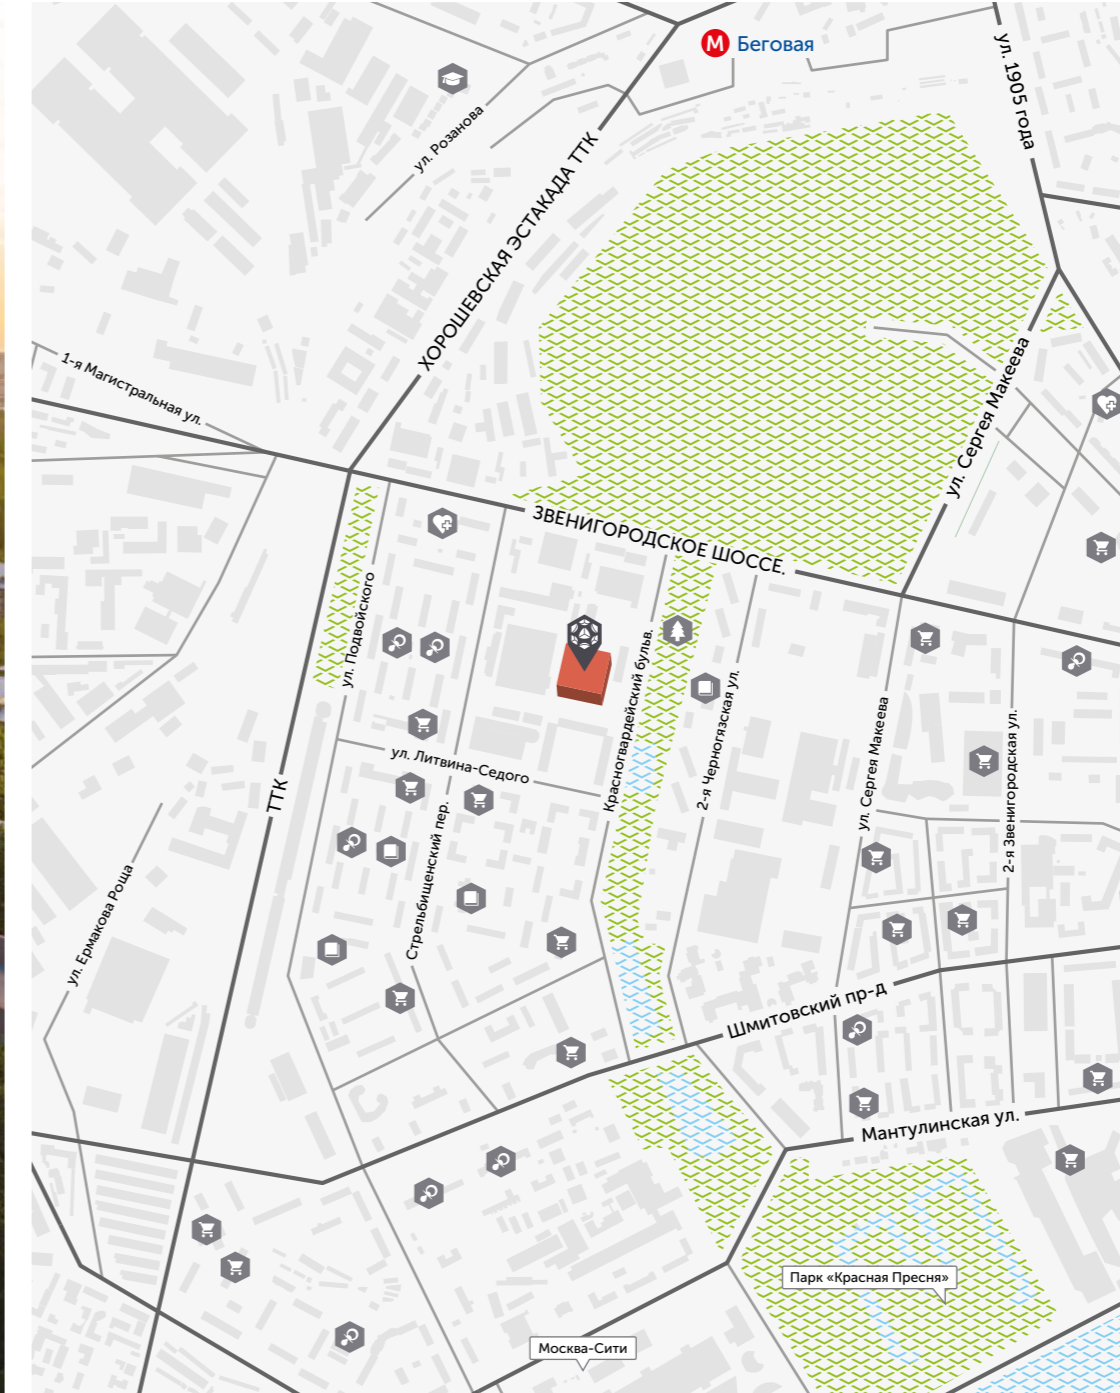 М Беговая
ул. 1905 года
ул. Розанова
ХОРОШЕВСКАЯ ЭСТАКАДА ТТК
1-я Магистральная ул.
ул. Сергея Макеева
ЗВЕНИГОРОДСКОЕ ШОССЕ.
ул. Подвойского
Красногвардейский бульв.
2-я Черногязская ул.
ул. Сергея Макеева
2-я Звенигородская ул.
ул. Литвина-Седого
ТТК
Стрельбищенский пер.
ул. Ермакова Роща
Шмитовский пр-д
Мантулинская ул.
Парк «Красная Пресня»
Москва-Сити